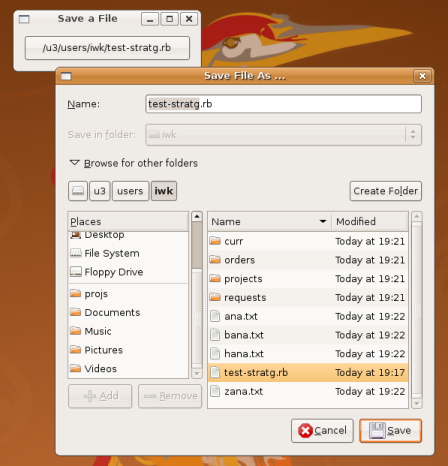 Save a File
/u3/users/iwk/test-stratg.rb
Save File As ...
Name: test-stratg.rb
Save in folder: iwk
Browse for other folders
u3 users iwk Create Folder
Places Name Modified
Desktop curr Today at 19:21
File System orders Today at 19:21
Floppy Drive projects Today at 19:21
projs requests Today at 19:21
Documents ana.txt Today at 19:22
Music bana.txt Today at 19:22
Pictures hana.txt Today at 19:22
Videos test-stratg.rb Today at 19:17
Add Remove zana.txt Today at 19:22
Cancel Save